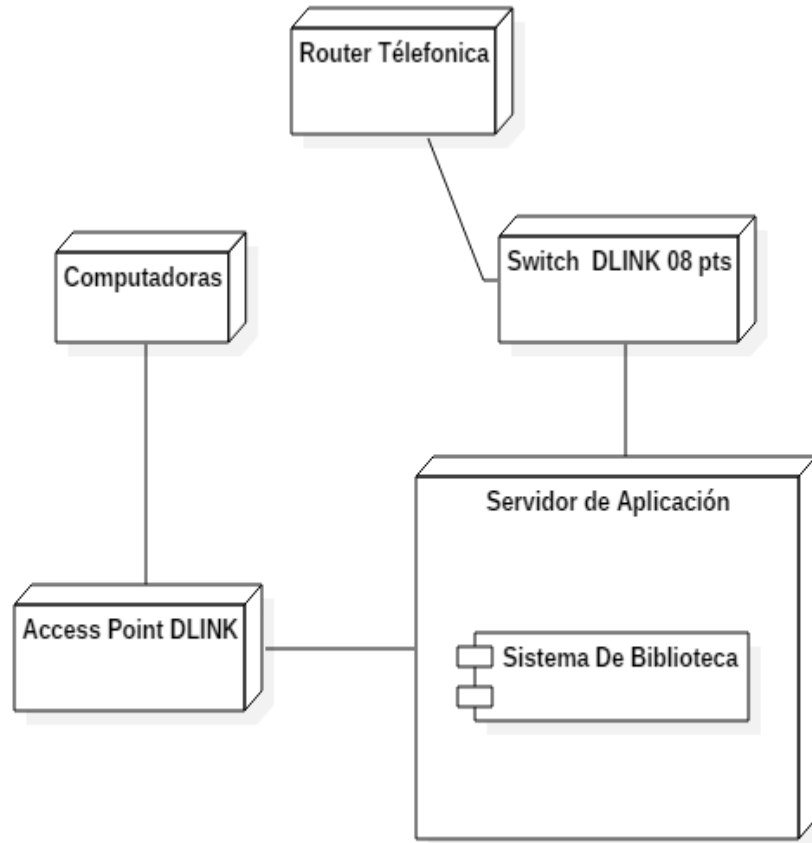 Router Télefonica
Computadoras
Switch DLINK 08 pts
Servidor de Aplicación
Access Point DLINK
Sistema De Biblioteca